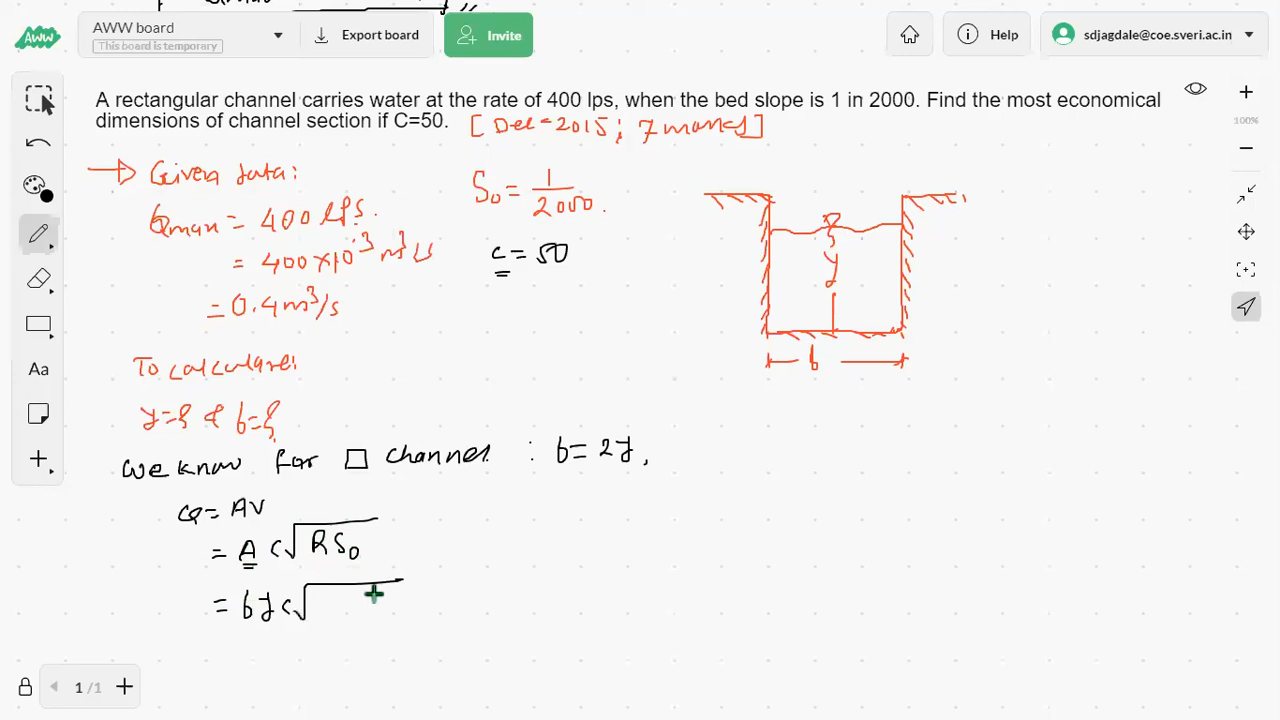 AWW board
This board is temporary
Export board
Invite
Help
sdjagdale@coe.sveri.ac.in
AWW
A rectangular channel carries water at the rate of 400 lps, when the bed slope is 1 in 2000. Find the most economical
dimensions of channel section if C=50. [Dec-2015; 7 marks]
100%
→ Given data:
Qmax = 400 lps.
= 400×10⁻³ m³/s
= 0.4 m³/s
S₀ = 1/2000.
c = 50
y
b
To calculate:
y=? & b=?
Aa
We know for □ channel : b = 2y,
Q = AV
= A C√RS₀
= by C√
1 / 1